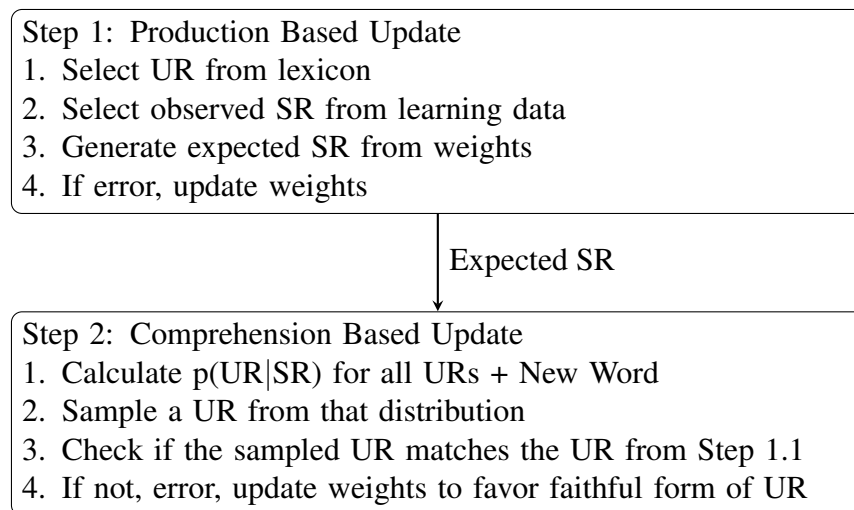 Step 1: Production Based Update
1. Select UR from lexicon
2. Select observed SR from learning data
3. Generate expected SR from weights
4. If error, update weights
Expected SR
Step 2: Comprehension Based Update
1. Calculate p(UR|SR) for all URs + New Word
2. Sample a UR from that distribution
3. Check if the sampled UR matches the UR from Step 1.1
4. If not, error, update weights to favor faithful form of UR